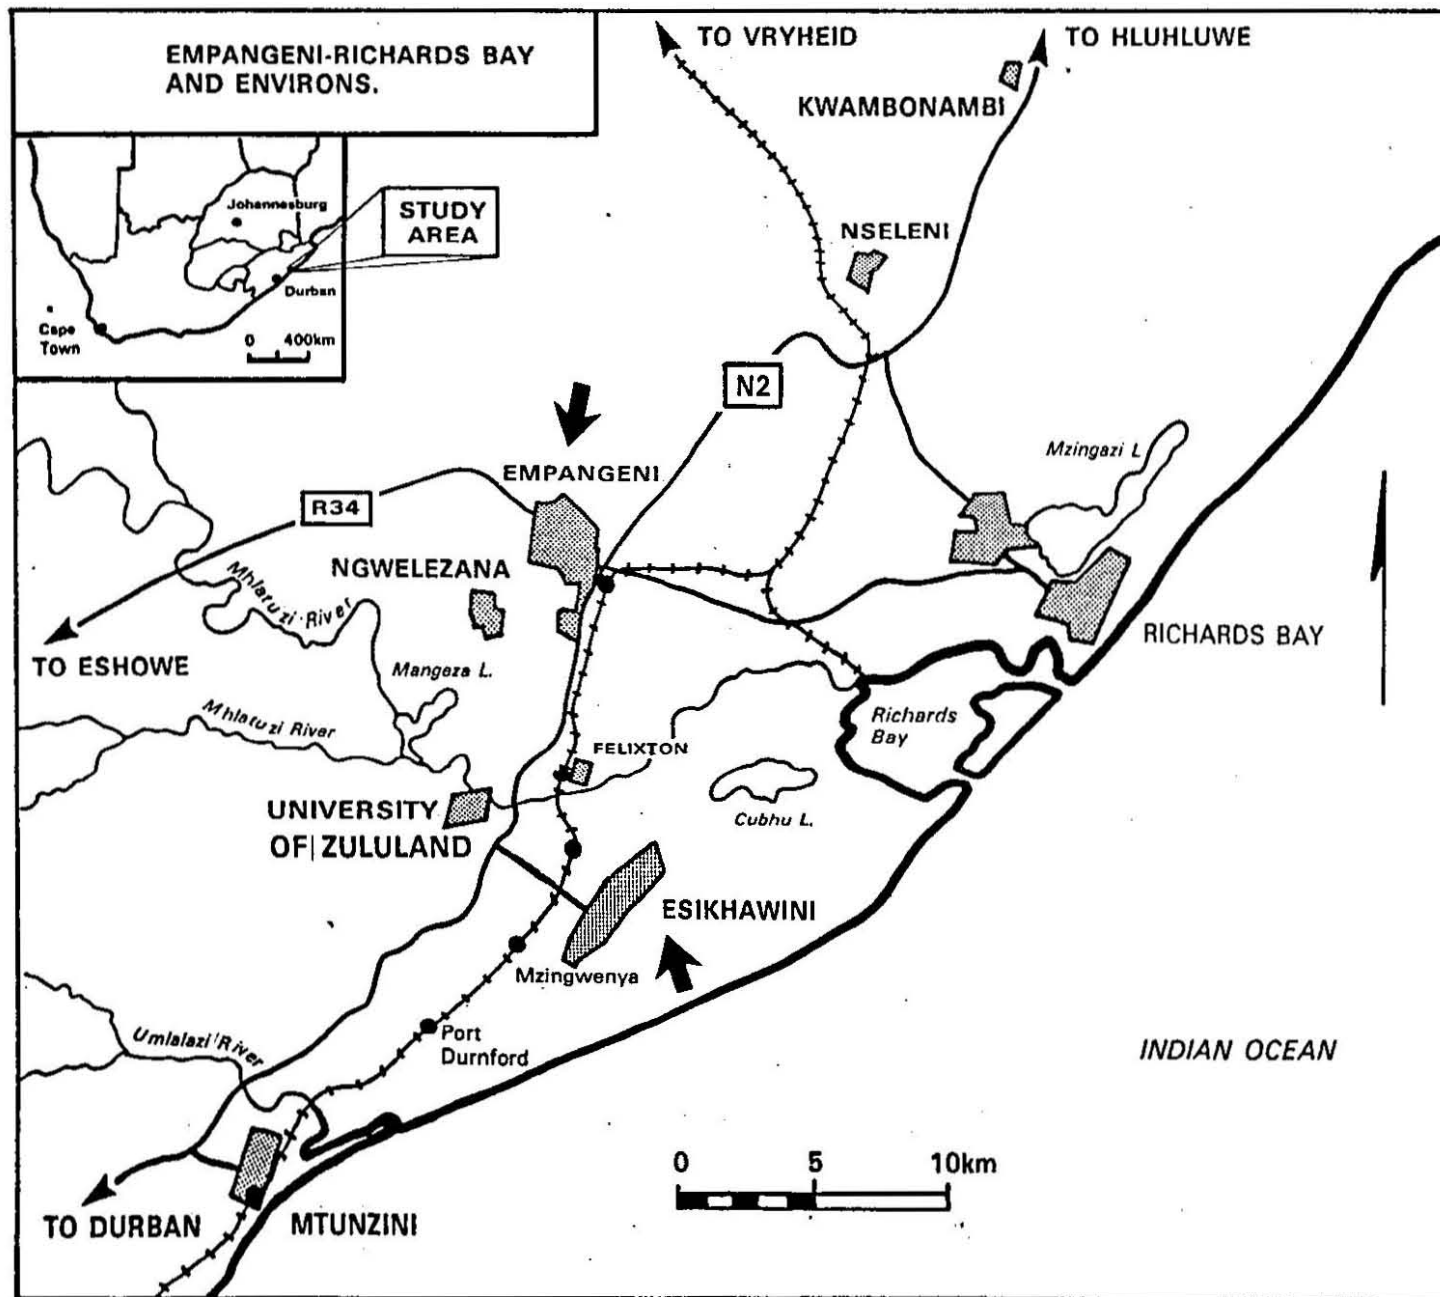 EMPANGENI-RICHARDS BAY
AND ENVIRONS.
TO VRYHEID
TO HLUHLUWE
KWAMBONAMBI
Johannesburg
STUDY
AREA
Durban
Cape
Town
0 400km
NSELENI
N2
EMPANGENI
Mzingazi L
R34
NGWELEZANA
Mhlatuzi River
RICHARDS BAY
TO ESHOWE
Mangeza L.
Mhlatuzi River
Richards
Bay
FELIXTON
UNIVERSITY
OF ZULULAND
Cubhu L.
ESIKHAWINI
Mzingwenya
Port
Durnford
Umlalazi River
INDIAN OCEAN
0 5 10km
TO DURBAN
MTUNZINI